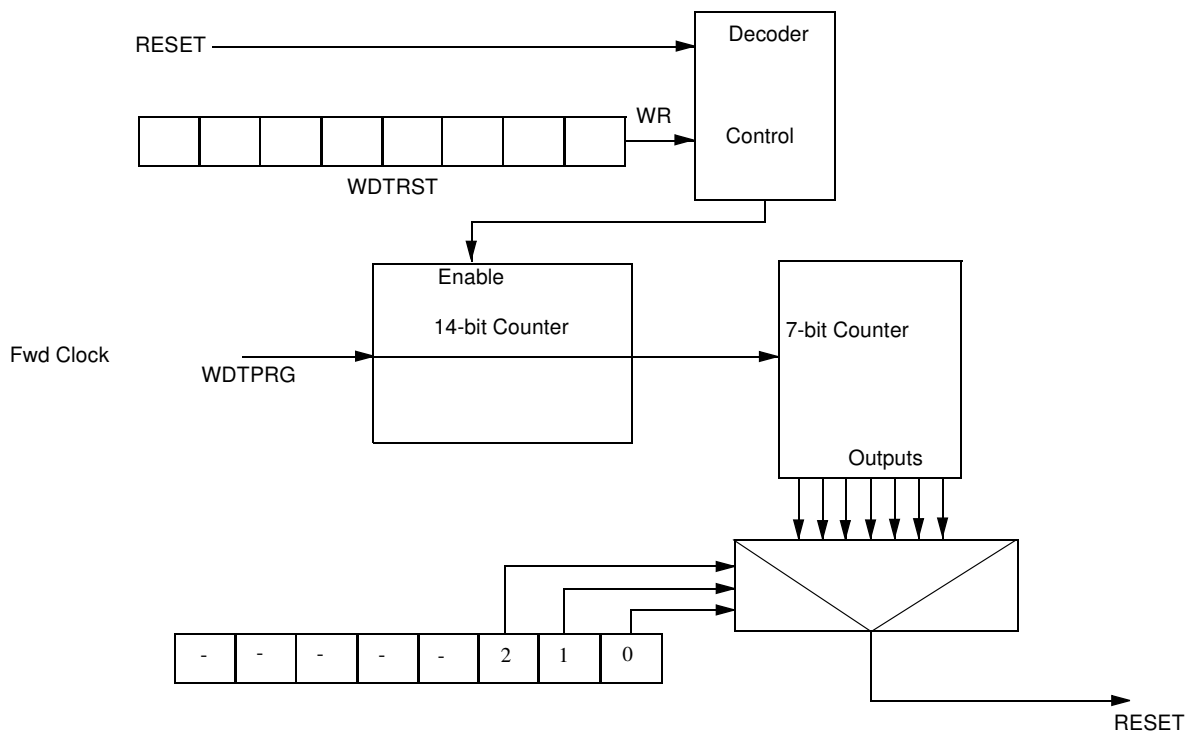 Decoder
RESET
WR
Control
WDTRST
Enable
14-bit Counter
7-bit Counter
Fwd Clock
WDTPRG
Outputs
- - - - - 2 1 0
RESET